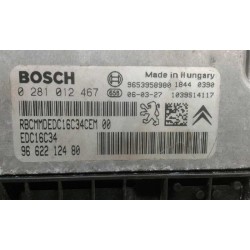 BOSCH
Made in Hungary
0 281 012 467
9653958980 1844 0390
06-03-27 1039S14117
RBCMMDEDC16C34CEM 00
EDC16C34
96 622 124 80